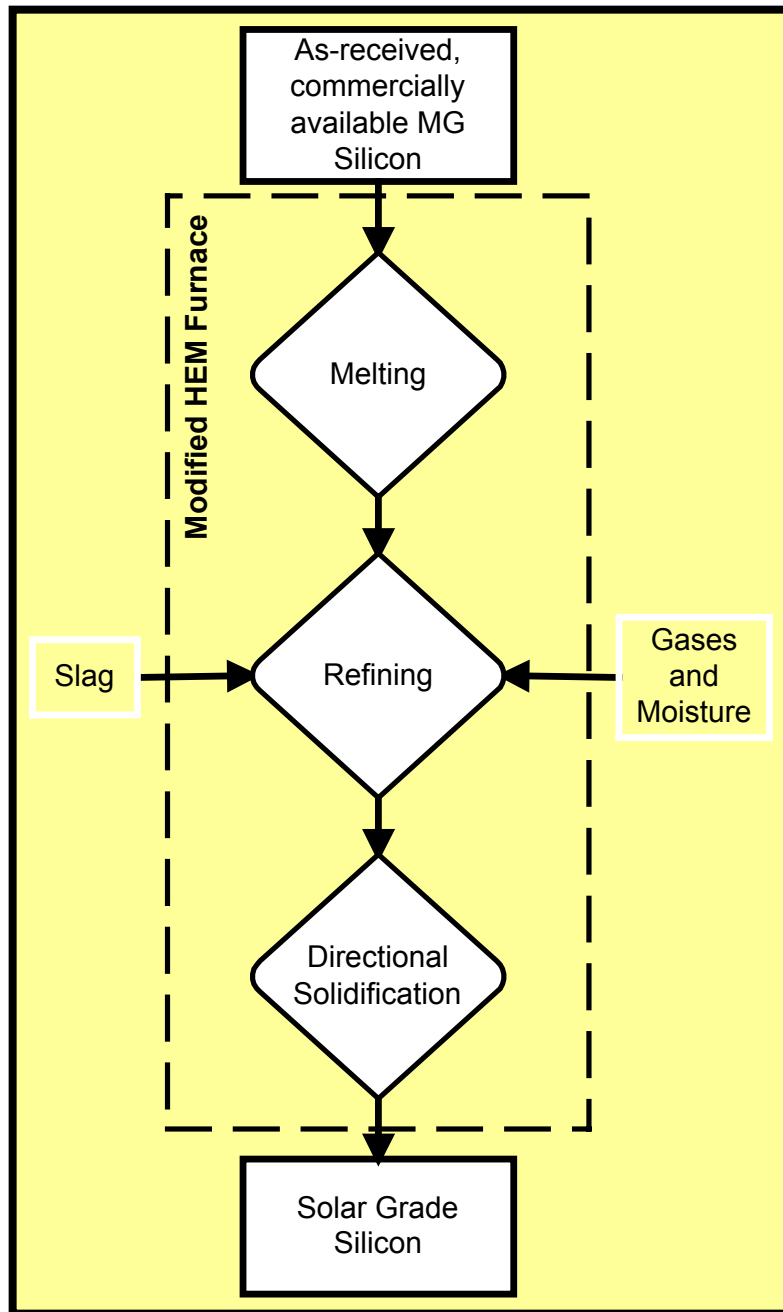 As-received,
commercially
available MG
Silicon
Modified HEM Furnace
Melting
Slag
Refining
Gases
and
Moisture
Directional
Solidification
Solar Grade
Silicon